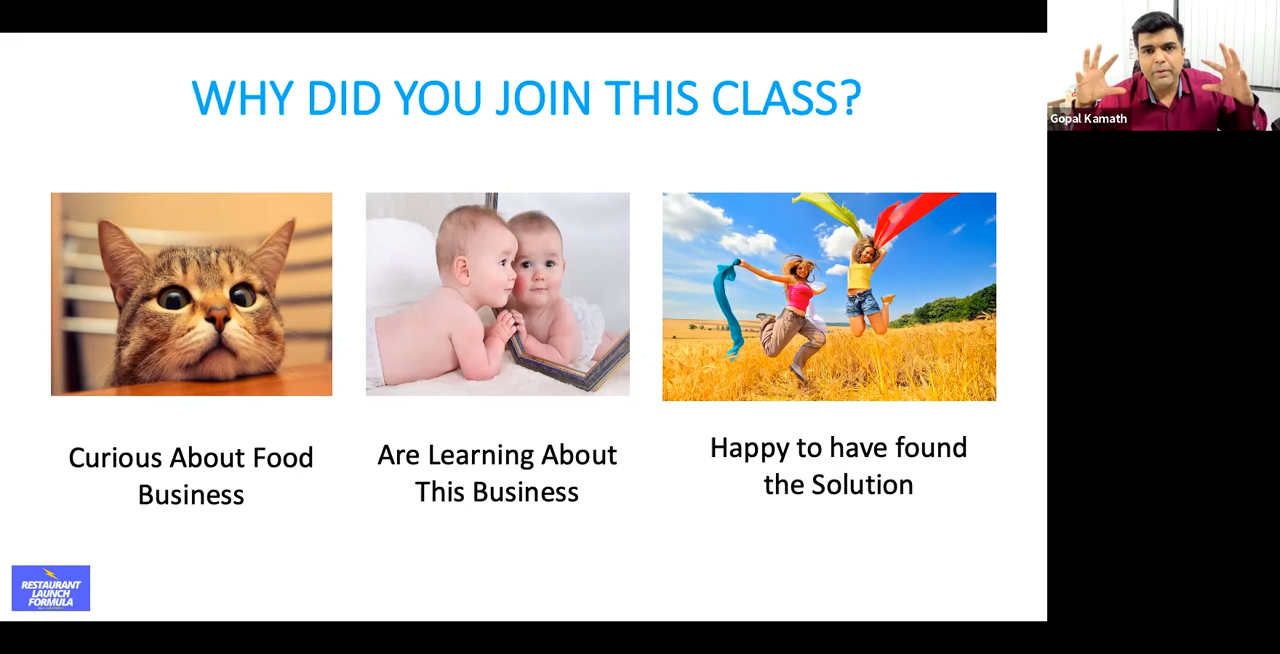 WHY DID YOU JOIN THIS CLASS?
Gopal Kamath
Curious About Food
Business
Are Learning About
This Business
Happy to have found
the Solution
RESTAURANT
LAUNCH
FORMULA